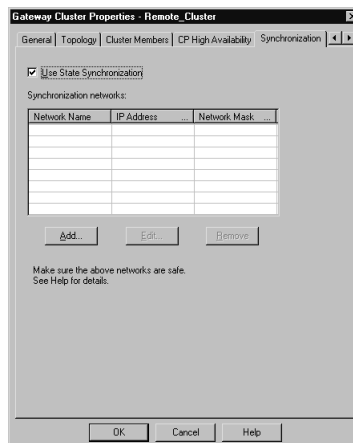 Gateway Cluster Properties - Remote_Cluster
General | Topology | Cluster Members | CP High Availability | Synchronization
Use State Synchronization
Synchronization networks:
Network Name | IP Address ... | Network Mask ...
Add... Edit... Remove
Make sure the above networks are safe.
See Help for details.
OK Cancel Help